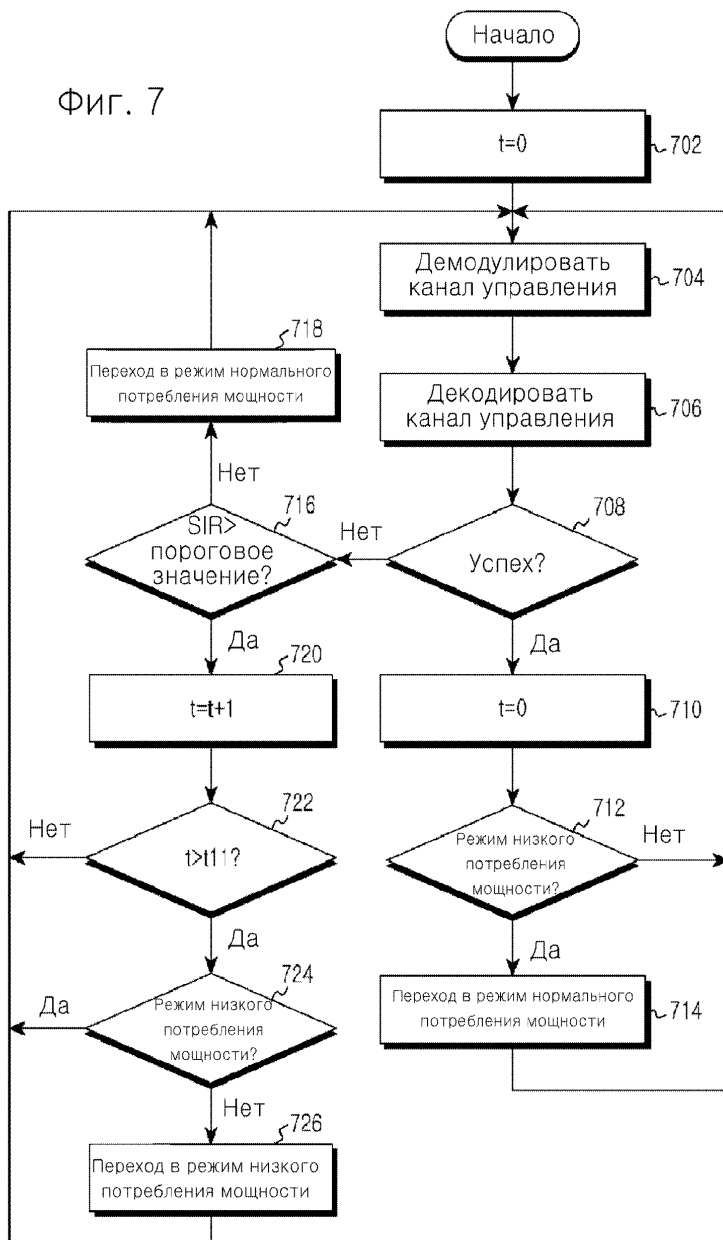 Начало
Фиг. 7
t=0
702
Демодулировать
канал управления
704
718
Переход в режим нормального
потребления мощности
Декодировать
канал управления
706
Нет
716
SIR>
пороговое
значение?
Нет
708
Успех?
Да
720
t=t+1
Да
t=0
710
722
Нет
t>t11?
712
Режим низкого
потребления
мощности?
Нет
Да
724
Да
Режим низкого
потребления
мощности?
Да
Переход в режим нормального
потребления мощности
714
Нет
726
Переход в режим низкого
потребления мощности